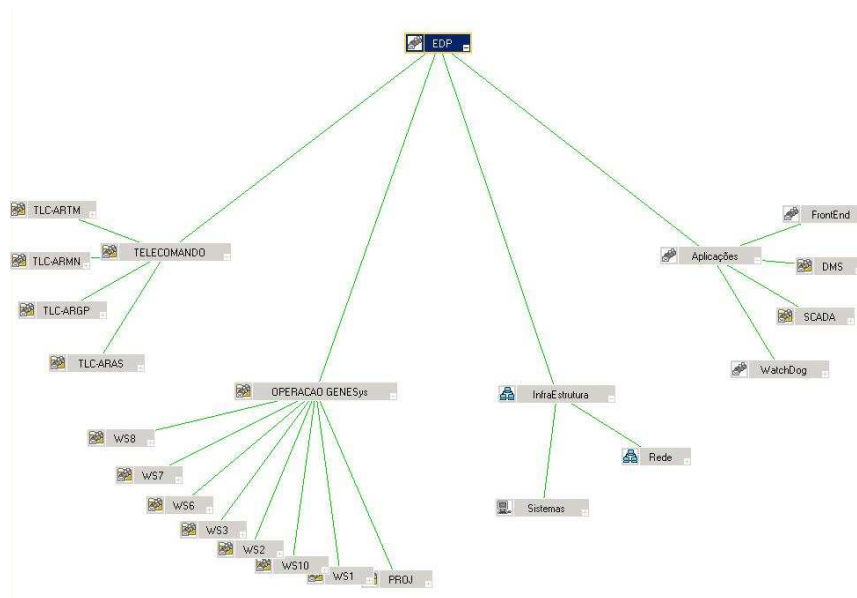 EDP
TLC-ARTM
TELECOMANDO
TLC-ARMN
TLC-ARGP
TLC-ARAS
OPERACAO GENESys
WS8
WS7
WS6
WS3
WS2
WS10
WS1
PROJ
InfraEstrutura
Rede
Sistemas
Aplicações
FrontEnd
DMS
SCADA
WatchDog